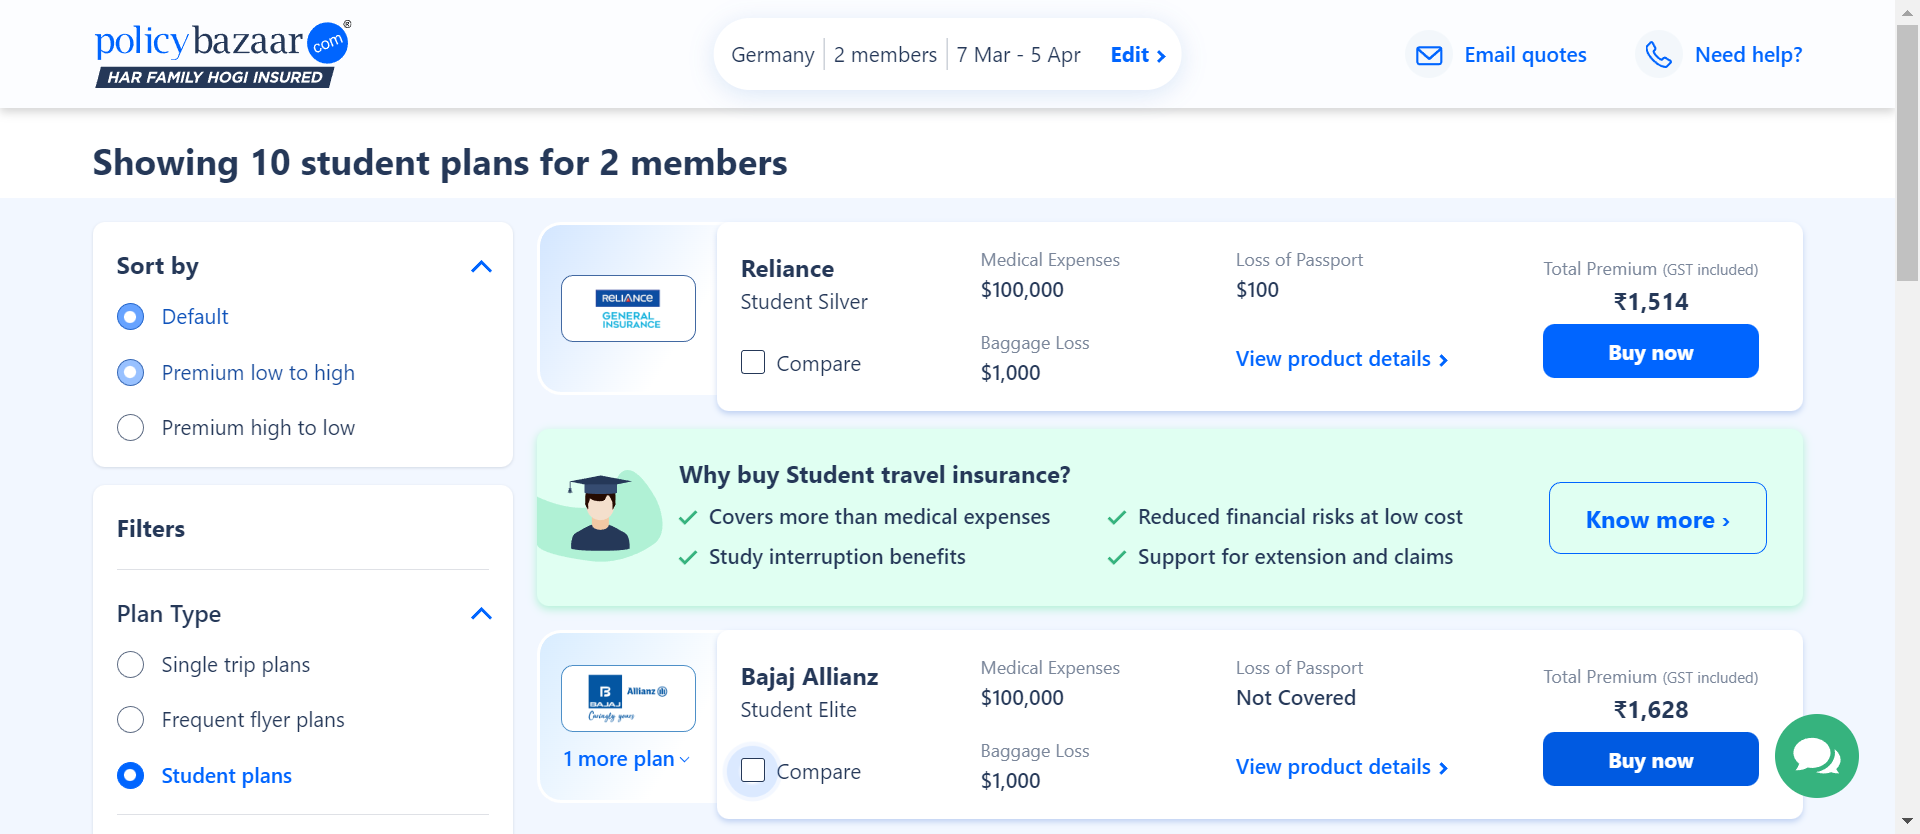 policybazaar.com®
HAR FAMILY HOGI INSURED
Germany 2 members 7 Mar - 5 Apr Edit ›
Email quotes
Need help?
Showing 10 student plans for 2 members
Sort by
Default
Premium low to high
Premium high to low
Filters
Plan Type
Single trip plans
Frequent flyer plans
Student plans
RELIANCE
GENERAL
INSURANCE
Reliance
Student Silver
Compare
Medical Expenses
$100,000
Baggage Loss
$1,000
Loss of Passport
$100
View product details ›
Total Premium (GST included)
₹1,514
Buy now
Why buy Student travel insurance?
Covers more than medical expenses
Study interruption benefits
Reduced financial risks at low cost
Support for extension and claims
Know more ›
B
BAJAJ
Allianz
Caringly yours
1 more plan
Bajaj Allianz
Student Elite
Compare
Medical Expenses
$100,000
Baggage Loss
$1,000
Loss of Passport
Not Covered
View product details ›
Total Premium (GST included)
₹1,628
Buy now